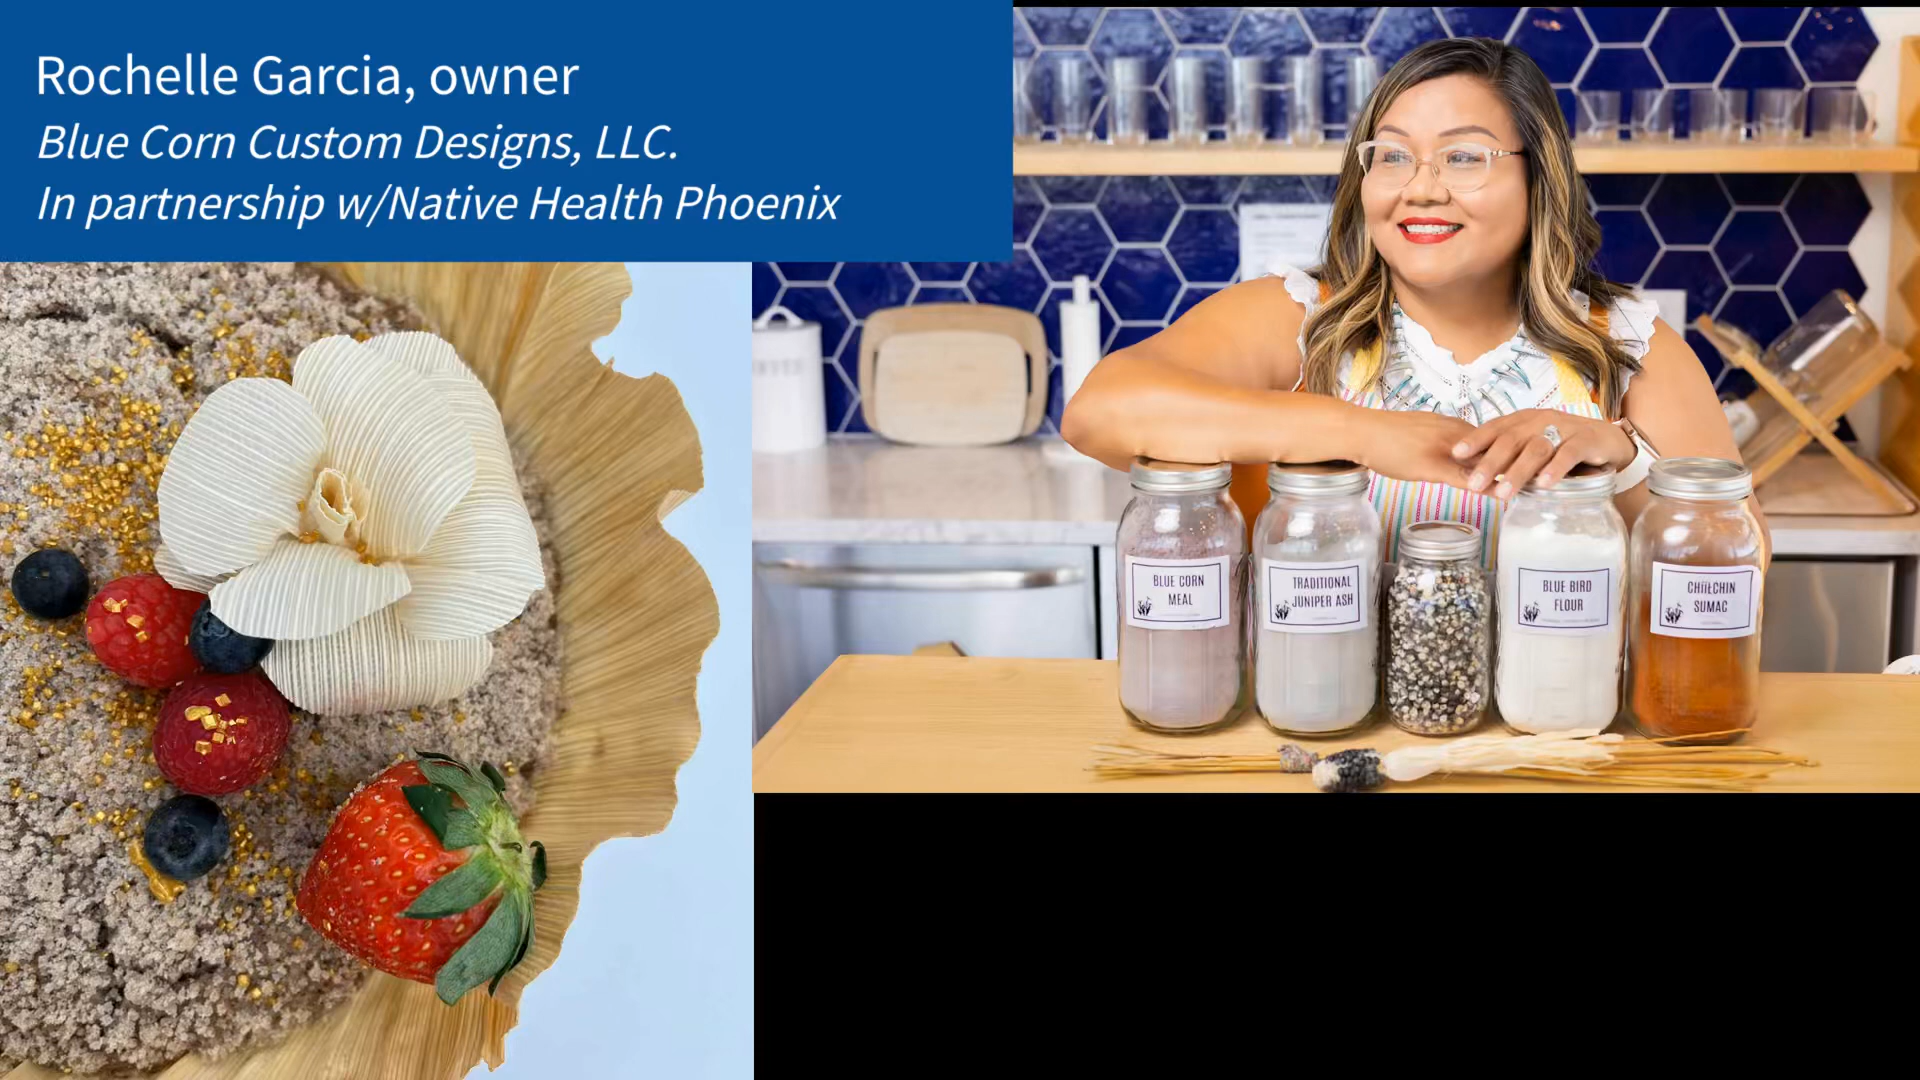 Rochelle Garcia, owner
Blue Corn Custom Designs, LLC.
In partnership w/Native Health Phoenix
BLUE CORN
MEAL
TRADITIONAL
JUNIPER ASH
BLUE BIRD
FLOUR
CHIIŁCHIN
SUMAC